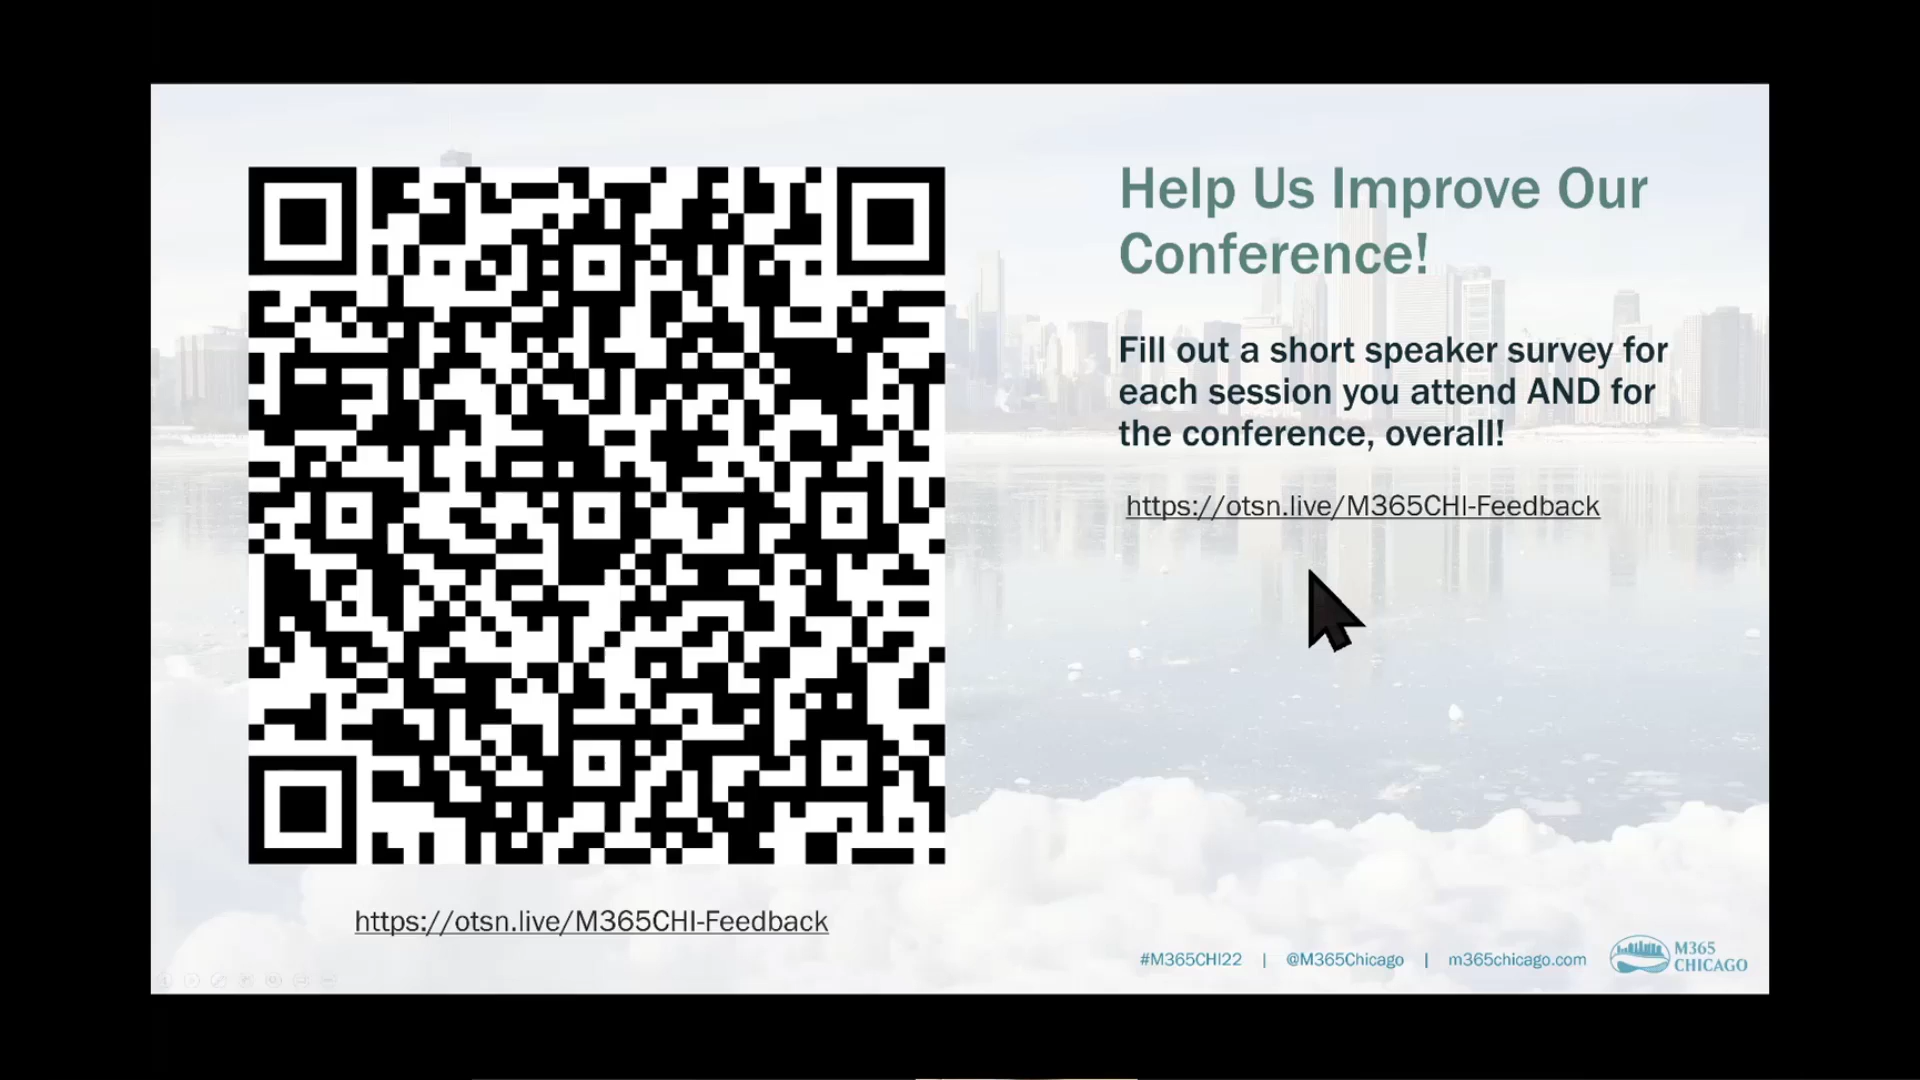 Help Us Improve Our
Conference!
Fill out a short speaker survey for
each session you attend AND for
the conference, overall!
https://otsn.live/M365CHI-Feedback
https://otsn.live/M365CHI-Feedback
#M365CHI22 | @M365Chicago | m365chicago.com
M365
CHICAGO